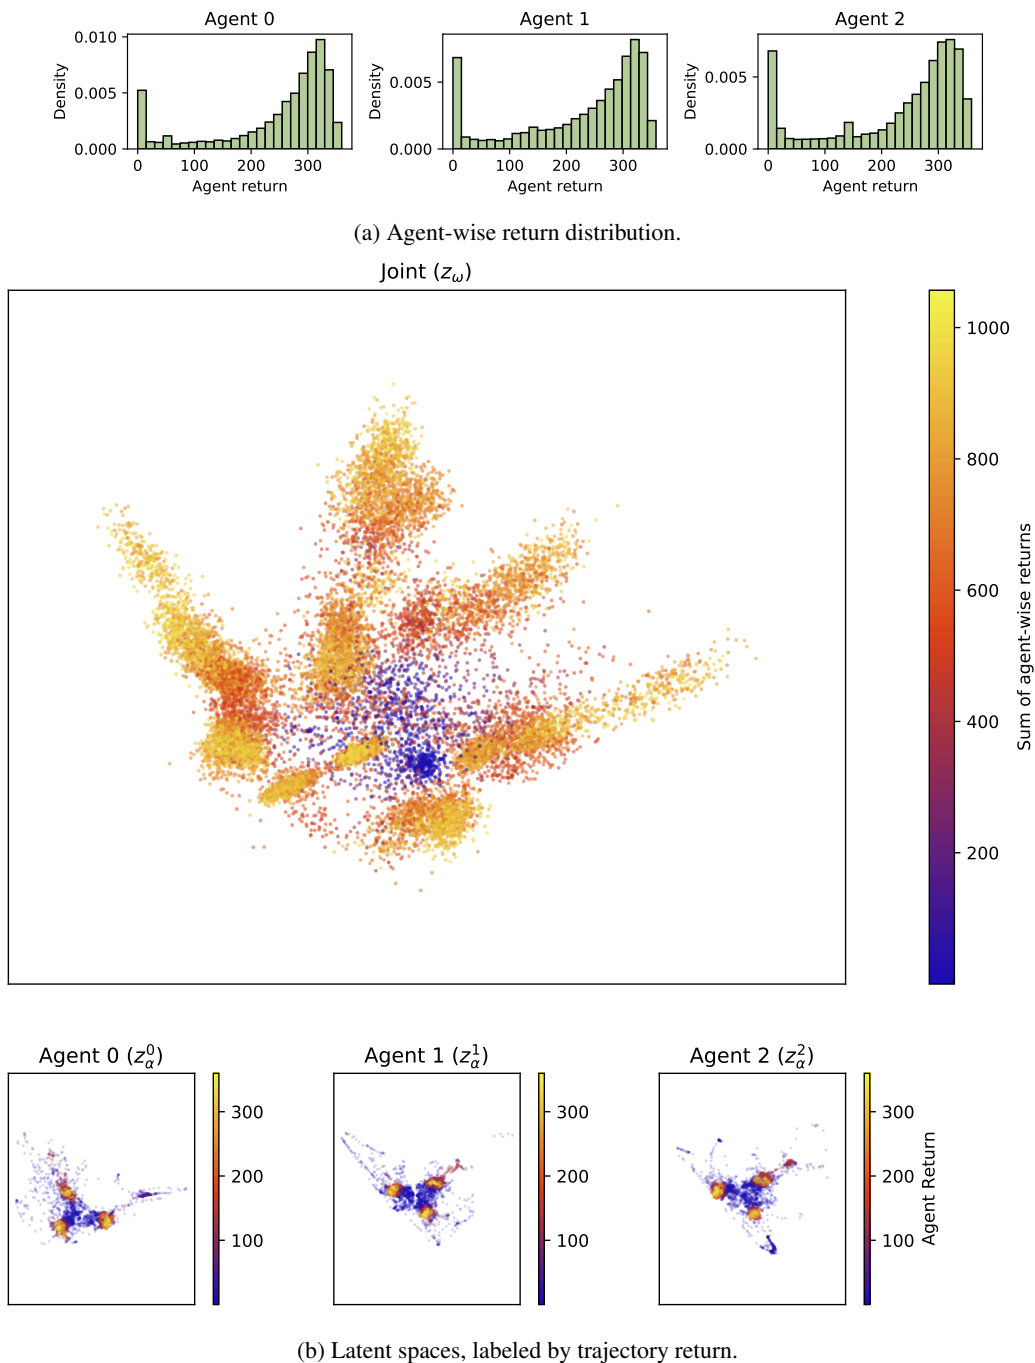 Agent 0
Agent 1
Agent 2
0.010
0.005
0.000
Density
0 100 200 300
Agent return
0.005
0.000
Density
0 100 200 300
Agent return
0.005
0.000
Density
0 100 200 300
Agent return
(a) Agent-wise return distribution.
Joint (z_ω)
1000
800
600
400
200
Sum of agent-wise returns
Agent 0 (z_α^0)
300
200
100
Agent 1 (z_α^1)
300
200
100
Agent 2 (z_α^2)
300
200
100
Agent Return
(b) Latent spaces, labeled by trajectory return.